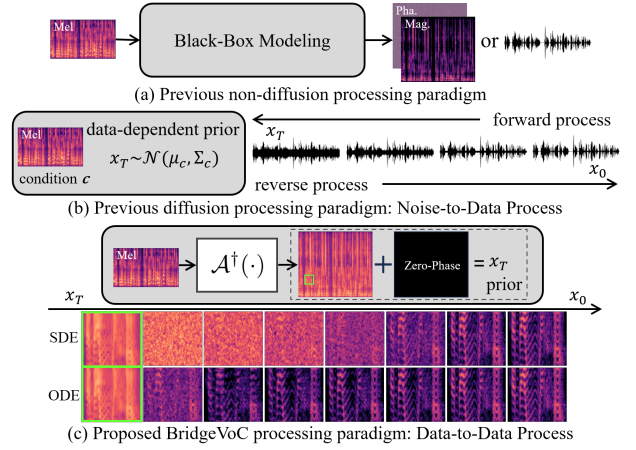 Mel
Black-Box Modeling
Pha.
Mag.
or
(a) Previous non-diffusion processing paradigm
Mel
condition c
data-dependent prior
x_T~𝒩(μ_c, Σ_c)
x_T
forward process
x_0
reverse process
(b) Previous diffusion processing paradigm: Noise-to-Data Process
Mel
𝒜†(·)
+
Zero-Phase
= x_T
prior
x_T
x_0
SDE
ODE
(c) Proposed BridgeVoC processing paradigm: Data-to-Data Process